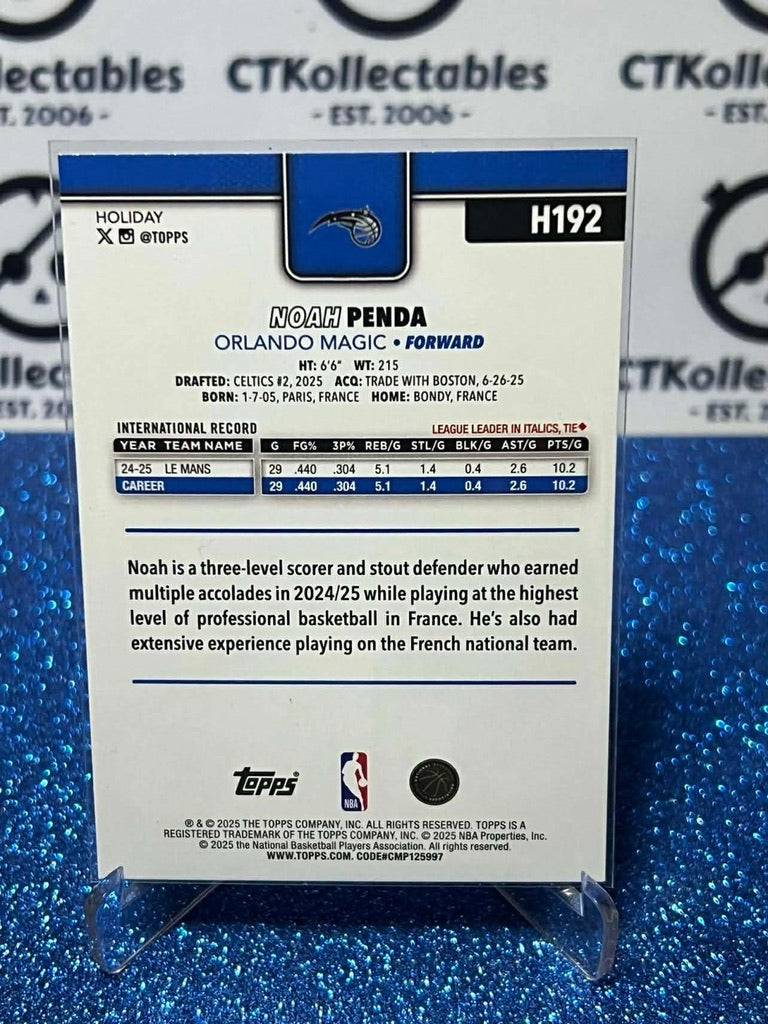 lectables CTKollectables CTKolle
T. 2006 - - EST. 2006 - - EST.
HOLIDAY
X @TOPPS
H192
NOAH PENDA
ORLANDO MAGIC • FORWARD
HT: 6'6" WT: 215
DRAFTED: CELTICS #2, 2025 ACQ: TRADE WITH BOSTON, 6-26-25
BORN: 1-7-05, PARIS, FRANCE HOME: BONDY, FRANCE
INTERNATIONAL RECORD LEAGUE LEADER IN ITALICS, TIE◆
YEAR TEAM NAME G FG% 3P% REB/G STL/G BLK/G AST/G PTS/G
24-25 LE MANS 29 .440 .304 5.1 1.4 0.4 2.6 10.2
CAREER 29 .440 .304 5.1 1.4 0.4 2.6 10.2
Noah is a three-level scorer and stout defender who earned
multiple accolades in 2024/25 while playing at the highest
level of professional basketball in France. He's also had
extensive experience playing on the French national team.
TOPPS®
NBA
® & © 2025 THE TOPPS COMPANY, INC. ALL RIGHTS RESERVED. TOPPS IS A
REGISTERED TRADEMARK OF THE TOPPS COMPANY, INC. © 2025 NBA Properties, Inc.
© 2025 the National Basketball Players Association. All rights reserved.
WWW.TOPPS.COM. CODE#CMP125997